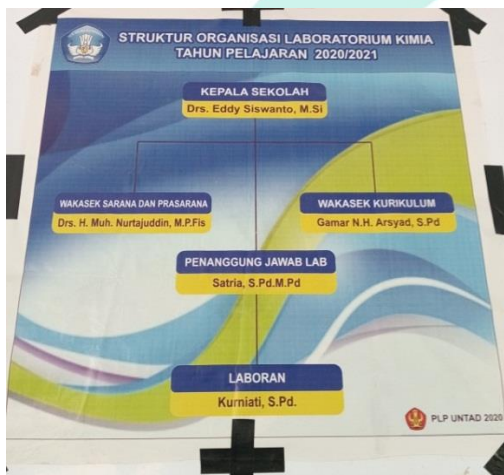 STRUKTUR ORGANISASI LABORATORIUM KIMIA
TAHUN PELAJARAN 2020/2021
KEPALA SEKOLAH
Drs. Eddy Siswanto, M.Si
WAKASEK SARANA DAN PRASARANA
Drs. H. Muh. Nurtajuddin, M.P.Fis
WAKASEK KURIKULUM
Gamar N.H. Arsyad, S.Pd
PENANGGUNG JAWAB LAB
Satria, S.Pd.M.Pd
LABORAN
Kurniati, S.Pd.
PLP UNTAD 2020